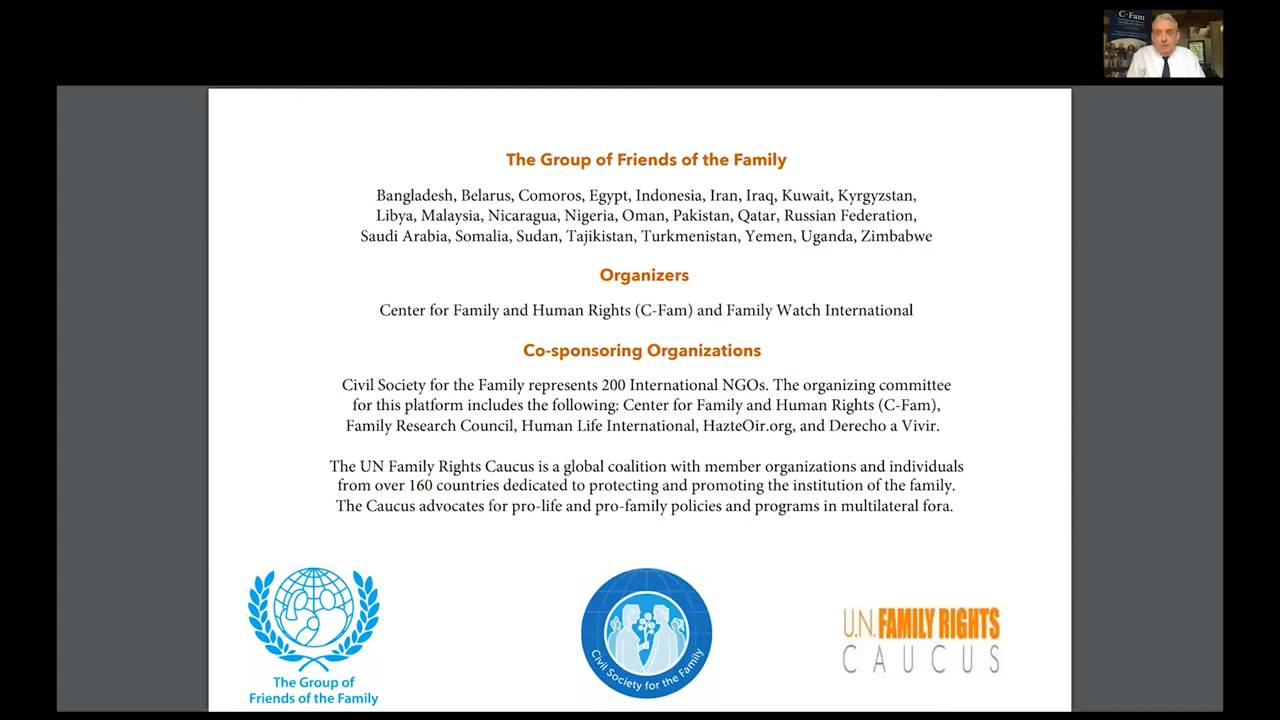 C-Fam
The Group of Friends of the Family
Bangladesh, Belarus, Comoros, Egypt, Indonesia, Iran, Iraq, Kuwait, Kyrgyzstan,
Libya, Malaysia, Nicaragua, Nigeria, Oman, Pakistan, Qatar, Russian Federation,
Saudi Arabia, Somalia, Sudan, Tajikistan, Turkmenistan, Yemen, Uganda, Zimbabwe
Organizers
Center for Family and Human Rights (C-Fam) and Family Watch International
Co-sponsoring Organizations
Civil Society for the Family represents 200 International NGOs. The organizing committee
for this platform includes the following: Center for Family and Human Rights (C-Fam),
Family Research Council, Human Life International, HazteOir.org, and Derecho a Vivir.
The UN Family Rights Caucus is a global coalition with member organizations and individuals
from over 160 countries dedicated to protecting and promoting the institution of the family.
The Caucus advocates for pro-life and pro-family policies and programs in multilateral fora.
The Group of
Friends of the Family
Civil Society for the Family
U.N. FAMILY RIGHTS
CAUCUS